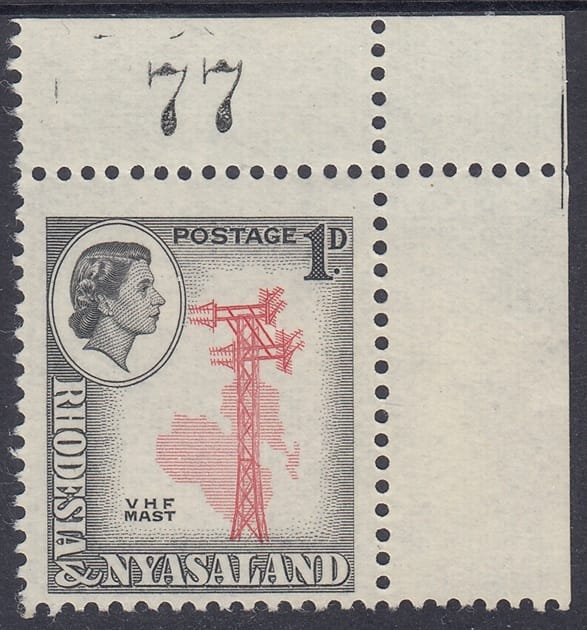 77
POSTAGE 1D.
VHF
MAST
RHODESIA
& NYASALAND